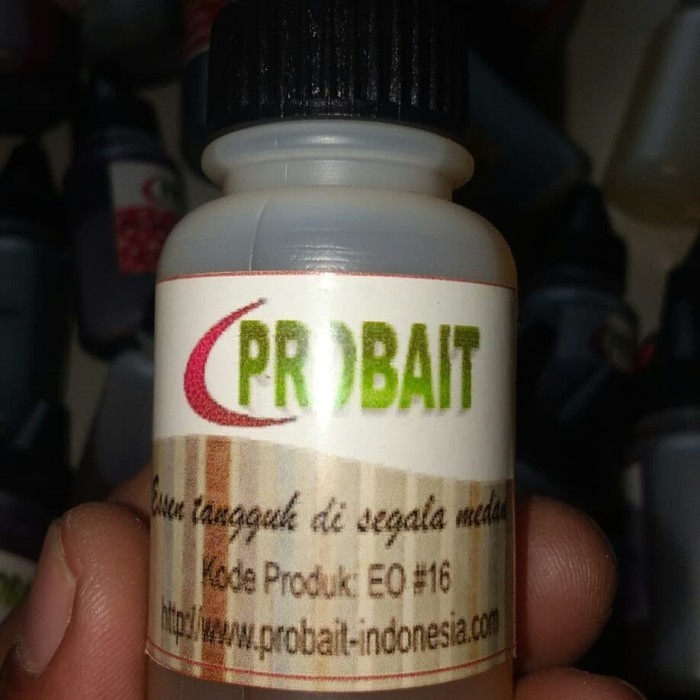 PROBAIT
Essen tangguh di segala medan
Kode Produk: EO #16
http://www.probait-indonesia.com